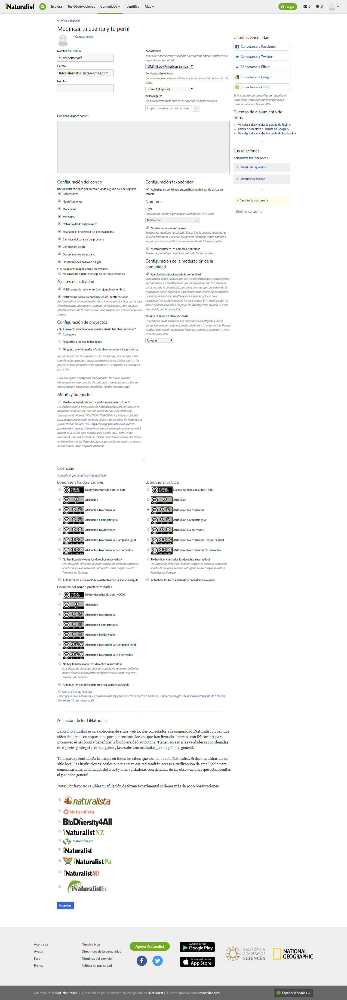 iNaturalist
Explora
Tus Observaciones
Comunidad
Identifica
Más
Cargar
0
0
« Volver a tu perfil
Modificar tu cuenta y tu perfil
Cambiar icono
Nombre de usuario *
cuentaensayo2
Correo *
tutorialesnaturlaista@gmail.com
Nombre
Zona horaria
Todas tus observaciones se harán en esta zona horaria a menos que
especifiques lo contrario.
(GMT-11:00) American Samoa
Configuración regional
Locale permite configurar el idioma y las preferencias de formato de
fecha.
Español (España)
Busca lugares
Sitio predeterminado para las búsquedas de observaciones.
Empieza a introducir el nombre d
Háblanos un poco sobre ti
Cuentas vinculadas
Conectarse a Facebook
Conectarse a Twitter
Conectarse a Flickr
Conectarse a Google
Conectarse a ORCID
Si vinculas tu cuenta de iNat con cuentas en
otros sitios, esto te permitirá entrar a iNat
usando los datos de esos sitios.
Cuentas de alojamiento de
fotos
Vincular o desvincular tu cuenta de Flickr »
Enlaza o desenlaza tu cuenta de Google »
Vincular o desvincular tu cuenta de Facebook »
Tus relaciones
Administrar tus relaciones »
Usuarios bloqueados
Usuarios silenciados
Cambiar tu contraseña
Eliminar su cuenta
Configuración del correo
Recibe notificaciones por correo cuando alguien deje de seguirte.
Comentarios
Identificaciones
Menciones
Mensajes
Notas de diario del proyecto
Se añadió el proyecto a tus observaciones
Cambios del curador del proyecto
Cambios de taxón
Observaciones del usuario
Observaciones de taxón o lugar
O si no quieres ningún correo electrónico...
No enviarme ningún mensaje de correo electrónico
Ajustes de actividad
Notificarme de menciones (por ejemplo @nombre)
Notificarme sobre la confirmación de identificaciones
Recibe notificaciones sobre identificaciones que coincidan con la tuya.
Si lo desactivas únicamente recibirás notificaciones sobre aquellas
identificaciones de taxones que no se correspondan exactamente con
la tuya.
Configuración de proyectos
¿Qué proyectos tradicionales pueden añadir tus observaciones?
Cualquiera
Proyectos a los que te has unido
Ninguno: solo tú puedes añadir observaciones a los proyectos
Recuerda, esto no le da permiso a los proyectos para acceder a tus
coordenadas privadas o enviarte actualizaciones. Debes unirte a los
proyectos para otorgarles estos permisos, u otorgarlos en cada paso
particular.
Esto sólo aplica a proyectos tradicionales. No puedes excluir
observaciones de proyectos de colección o paraguas, los cuales son
esencialmente búsquedas guardadas. Puedes leer más aquí.
Monthly Supporter
Mostrar el estado de Patrocinador mensual en mi perfil
Los Patrocinadores mensuales de NaturaLista hacen contribuciones
mensuales automáticas que son recibidas por la Academia de
Ciencias de California (IRS FIN 94-1156258 de los Estados Unidos)
para apoyar la operación sin fines de lucro de los sitios de NaturaLista
y de la Red de NaturaLista. Haga clic aquí para convertirse en un
patrocinador mensual. Cuando hayamos confirmado su apoyo, podrá
marcar esta casilla para mostrar este estado en su perfil. Nota:
necesitará usar exactamente la misma dirección de correo electrónico
en Donorbox que en NaturaLista para que podamos confirmar que se
ha convertido en un seguidor mensual.
Configuración taxonómica
Actualiza mi contenido automáticamente cuando exista un
cambio
Nombres
Lugar
Priorizar los nombres vernáculos utilizados en este lugar.
México País
Mostrar nombres vernáculos
Mostrar los nombres vernáculos. Desactiva la opción si quieres ver
solo los científicos. Observa que puedes controlar cuáles nombres
vernáculos ves al modificar la configuración de idioma y región.
Mostrar primero los nombres científicos
Mostrar los nombres científicos antes de los vernáculos.
Configuración de la moderación de la
comunidad
Acepta identificaciones de la comunidad
iNat rastrea lo que piensas que son tus observaciones y lo que piensa
la comunidad. La identificación que compartimos con los socios de
datos es la de la comunidad, pero si tu no crees que la opinión de la
comunidad nunca superar la tuya puedes mantenerlo de esa manera.
La gente podrá añadir identificaciones, pero la opinión de la
comunidad no será priorizadas frente a la tuya. Esto significa que tus
observaciones sólo serán de grado de investigación, cuando tu estés
de acuerdo con la comunidad.
Permite campos de observación de
Los campos de observación son parecidos a las etiquetas, con la
excepción de que cualquiera puede añadirlos a tu observación. Puedes
cambiar esta opción si prefieres hacer los cambios solamente tú o los
curadores del sitio.
Anyone
Licencias
Aprende lo que estas licencias significan
Licencia para tus observaciones:
PUBLIC DOMAIN No hay derechos de autor (CC0)
cc BY Atribución
cc BY NC Atribución-No comercial
cc BY SA Atribución-Compartir igual
cc BY ND Atribución-No derivados
cc BY NC SA Atribución-No comercial-Compartir igual
cc BY NC ND Atribución-No comercial-No derivados
No hay licencia (todos los derechos reservados)
Eres titular de derechos de autor completos sobre tu contenido,
aparte de aquellos derechos otorgados a iNat según nuestros
Términos de Servicio.
Actualizar las observaciones existentes con la licencia elegida
Licencia para tus fotos:
PUBLIC DOMAIN No hay derechos de autor (CC0)
cc BY Atribución
cc BY NC Atribución-No comercial
cc BY SA Atribución-Compartir igual
cc BY ND Atribución-No derivados
cc BY NC SA Atribución-No comercial-Compartir igual
cc BY NC ND Atribución-No comercial-No derivados
No hay licencia (todos los derechos reservados)
Eres titular de derechos de autor completos sobre tu contenido,
aparte de aquellos derechos otorgados a iNat según nuestros
Términos de Servicio.
Actualizar las fotos existentes con la licencia elegida
Licencias del sonido predeterminadas
PUBLIC DOMAIN No hay derechos de autor (CC0)
cc BY Atribución
cc BY NC Atribución-No comercial
cc BY SA Atribución-Compartir igual
cc BY ND Atribución-No derivados
cc BY NC SA Atribución-No comercial-Compartir igual
cc BY NC ND Atribución-No comercial-No derivados
No hay licencia (todos los derechos reservados)
Eres titular de derechos de autor completos sobre tu contenido,
aparte de aquellos derechos otorgados a iNat según nuestros
Términos de Servicio.
Actualiza los sonidos existentes con la licencia elegida
Acerca de estas licencias
Descripción de las licencias y sus respectivas imágenes © 2019 Creative Commons, usada con arreglo a Licencia de atribución de Creative
Commons (¡Autorreferencia!)
Afiliación de Red iNaturalist
La Red iNaturalist es una colección de sitios web locales conectados a la comunidad iNaturalist global. Los
sitios de la red son soportados por instituciones locales que han firmado acuerdos con iNaturalist para
promover el uso local y beneficiar la biodiversidad autóctona. Tienen acceso a las verdaderas coordenadas
de especies protegidas de sus países, las cuales son ocultadas para el público general.
Tu usuario y contraseña funciona en todos los sitios que forman la red iNaturalist. Si decides afiliarte a un
sitio local, las instituciones locales que manejan esa red tendrán acceso a tu dirección de email (solo para
comunicarte las actividades del sitio) y a las verdaderas coordenadas de las observaciones que están ocultas
al p+ublico general.
Nota: Por favor no cambies tu afiliación de forma experimental si tienes más de 1000 observaciones.
naturalista
Naturalista
BioDiversity4All
iNaturalist NZ
iNaturalist.ca
iNaturalist
iNaturalistPa
iNaturalistAU
iNaturalistEc
Guardar
Acerca de
Ayuda
Foro
Prensa
Nuestro blog
Directrices de la comunidad
Términos del servicio
Política de privacidad
Apoya iNaturalist
ANDROID APP ON
Google Play
Download on the
App Store
CALIFORNIA
ACADEMY OF
SCIENCES
NATIONAL
GEOGRAPHIC
Miembro de la Red iNaturalist | Desarrollado por el software de código abierto iNaturalist | Documentación para desarrolladores
Español (España)